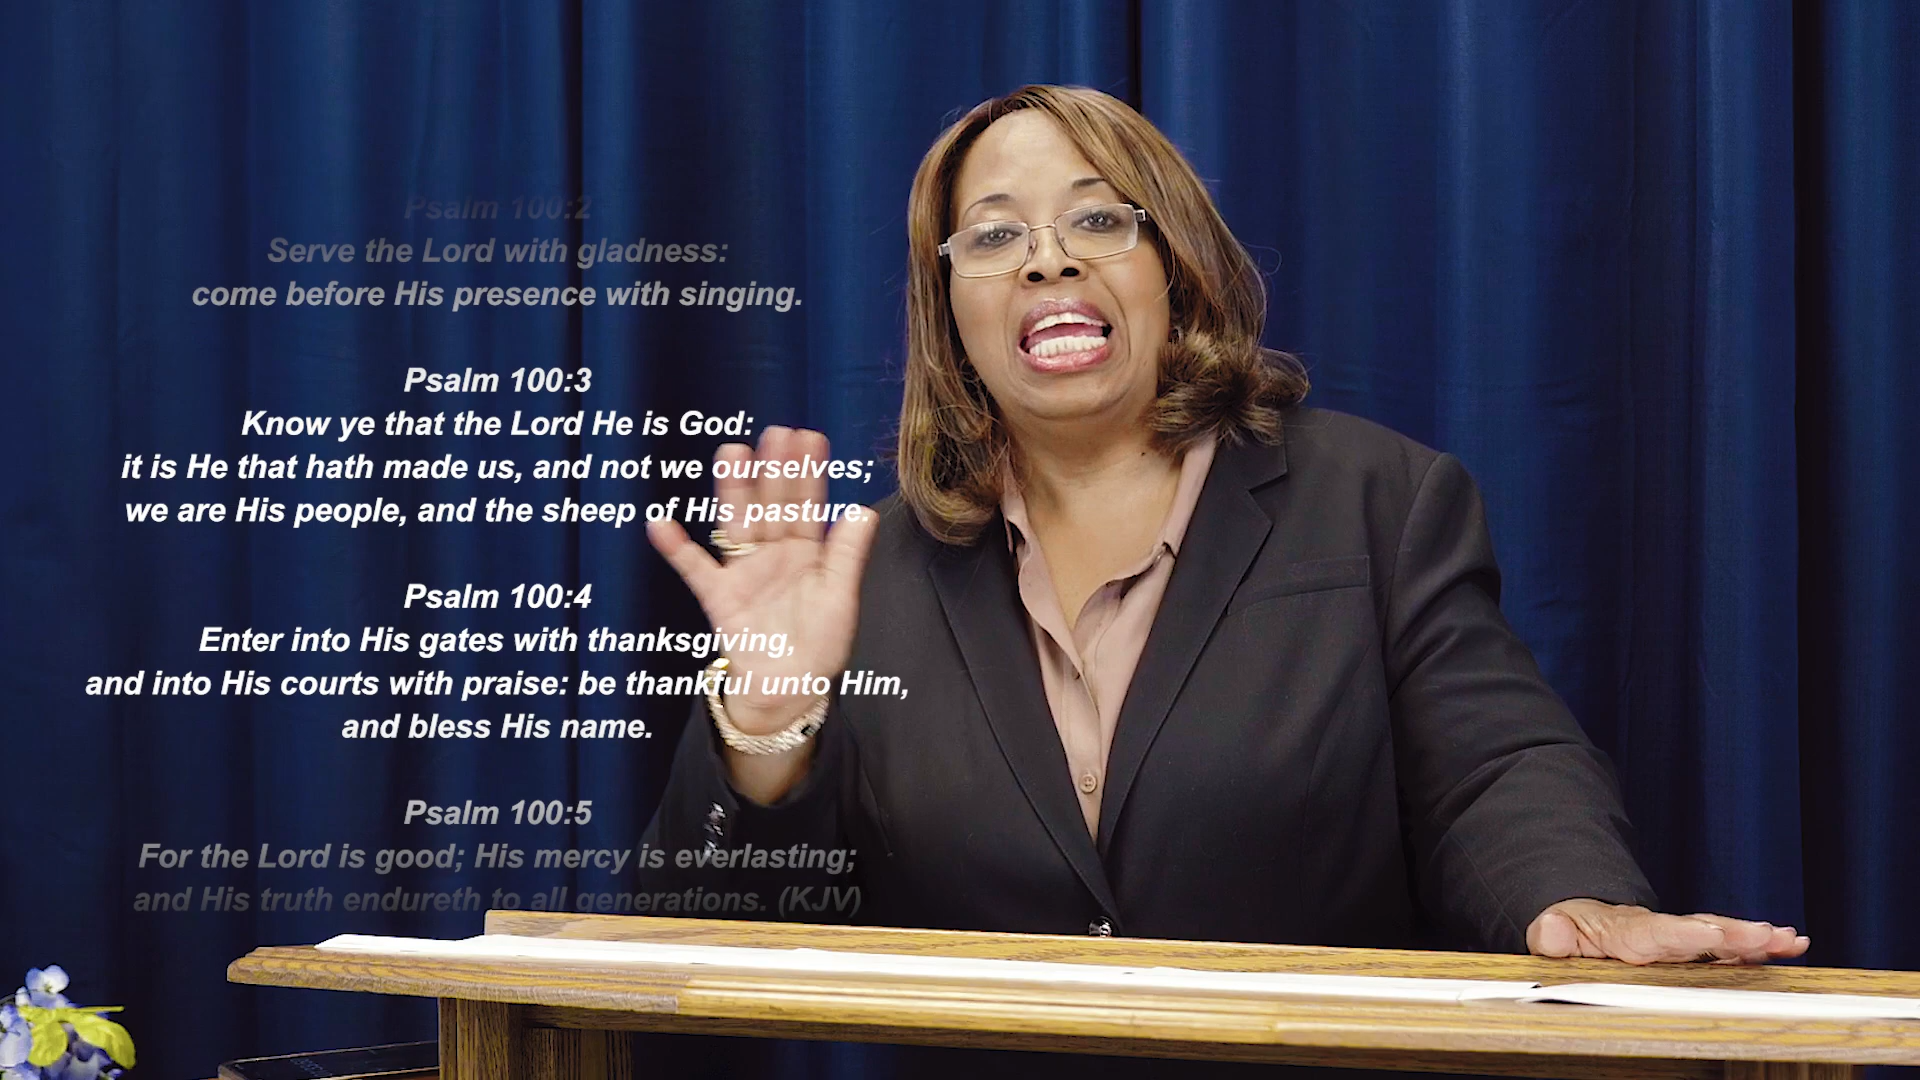 Psalm 100:2
Serve the Lord with gladness:
come before His presence with singing.
Psalm 100:3
Know ye that the Lord He is God:
it is He that hath made us, and not we ourselves;
we are His people, and the sheep of His pasture.
Psalm 100:4
Enter into His gates with thanksgiving,
and into His courts with praise: be thankful unto Him,
and bless His name.
Psalm 100:5
For the Lord is good; His mercy is everlasting;
and His truth endureth to all generations. (KJV)